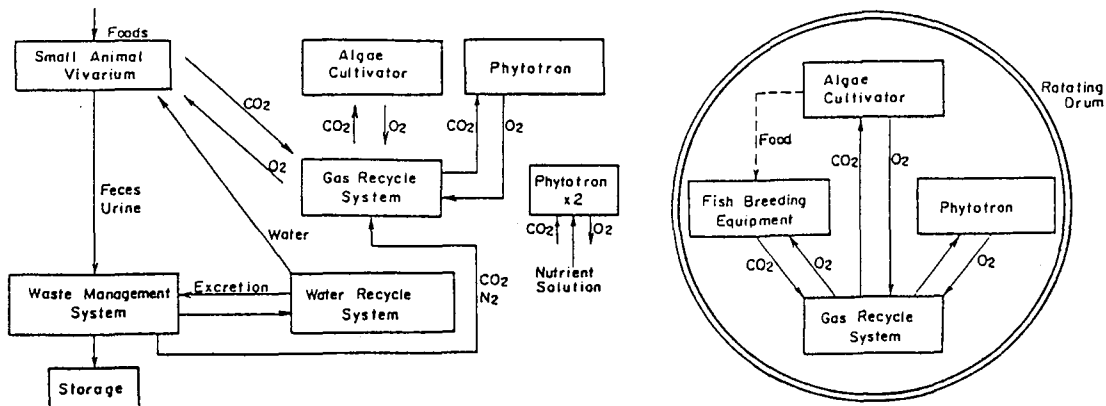 Foods
Small Animal
Vivarium
CO2
O2
Feces
Urine
Water
Algae
Cultivator
CO2
O2
Phytotron
CO2
O2
Gas Recycle
System
Phytotron
x2
CO2
O2
Nutrient
Solution
CO2
N2
Waste Management
System
Excretion
Water Recycle
System
Storage
Rotating
Drum
Algae
Cultivator
Food
CO2
O2
Fish Breeding
Equipment
Phytotron
CO2
O2
O2
Gas Recycle
System